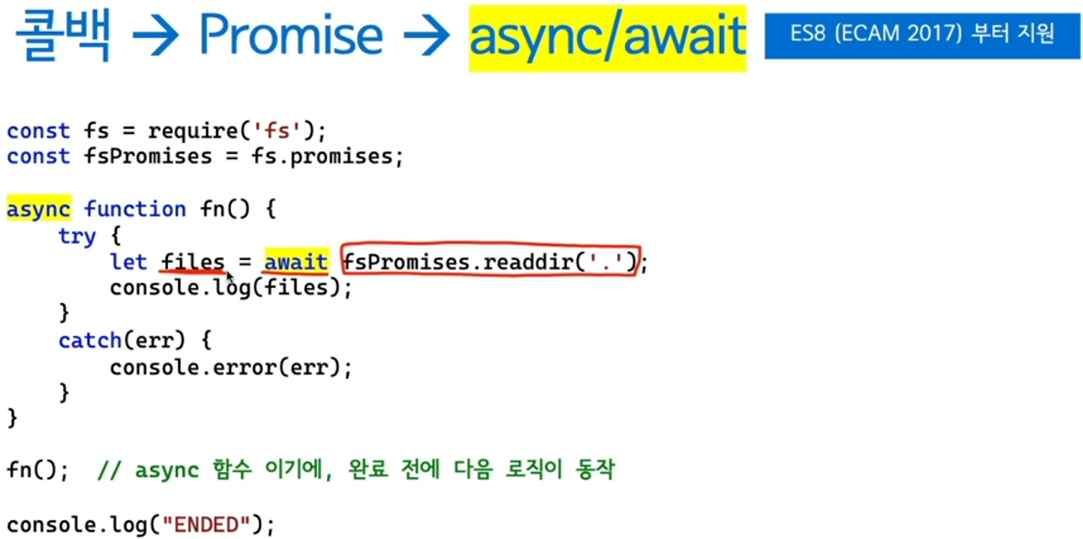 콜백 → Promise → async/await
ES8 (ECAM 2017) 부터 지원
const fs = require('fs');
const fsPromises = fs.promises;
async function fn() {
try {
let files = await fsPromises.readdir('.');
console.log(files);
}
catch(err) {
console.error(err);
}
}
fn(); // async 함수 이기에, 완료 전에 다음 로직이 동작
console.log("ENDED");